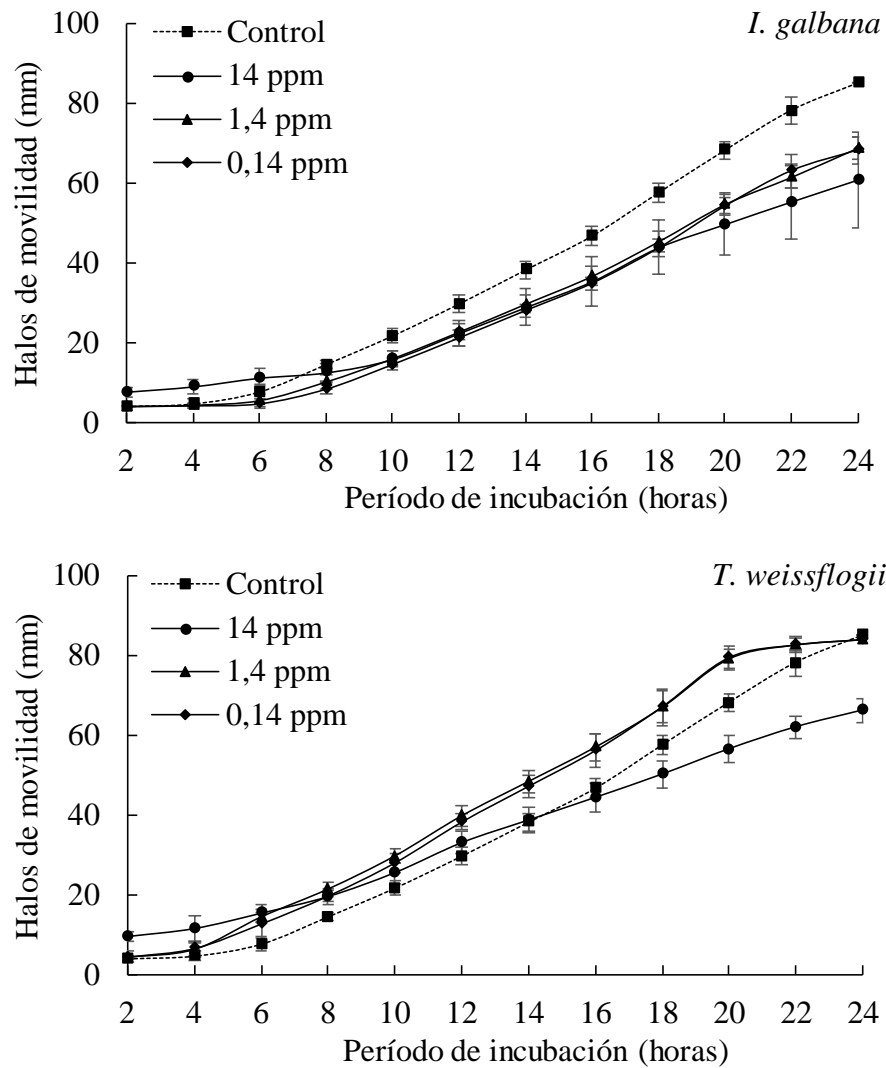 100
80
60
40
20
0
Halos de movilidad (mm)
Control
14 ppm
1,4 ppm
0,14 ppm
I. galbana
2 4 6 8 10 12 14 16 18 20 22 24
Período de incubación (horas)
100
80
60
40
20
0
Halos de movilidad (mm)
Control
14 ppm
1,4 ppm
0,14 ppm
T. weissflogii
2 4 6 8 10 12 14 16 18 20 22 24
Período de incubación (horas)